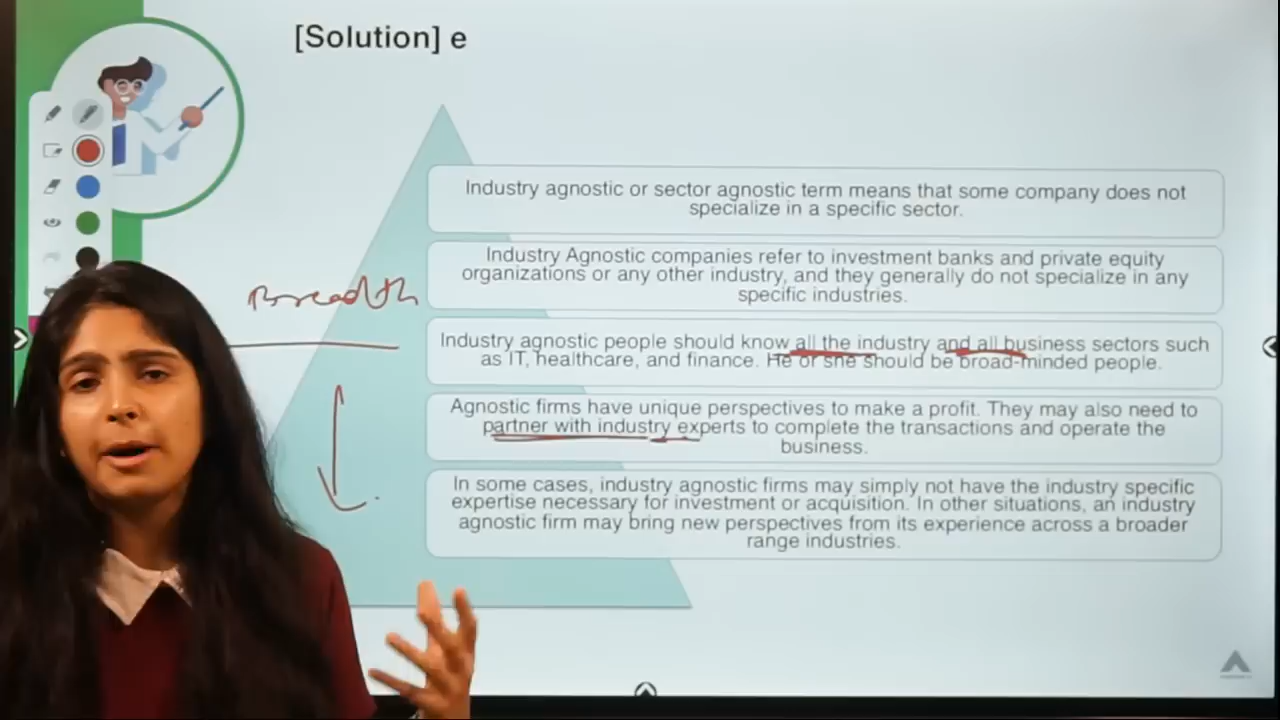 [Solution] e
Industry agnostic or sector agnostic term means that some company does not
specialize in a specific sector.
Industry Agnostic companies refer to investment banks and private equity
organizations or any other industry, and they generally do not specialize in any
specific industries.
Breadth
Industry agnostic people should know all the industry and all business sectors such
as IT, healthcare, and finance. He or she should be broad-minded people.
Agnostic firms have unique perspectives to make a profit. They may also need to
partner with industry experts to complete the transactions and operate the
business.
In some cases, industry agnostic firms may simply not have the industry specific
expertise necessary for investment or acquisition. In other situations, an industry
agnostic firm may bring new perspectives from its experience across a broader
range industries.